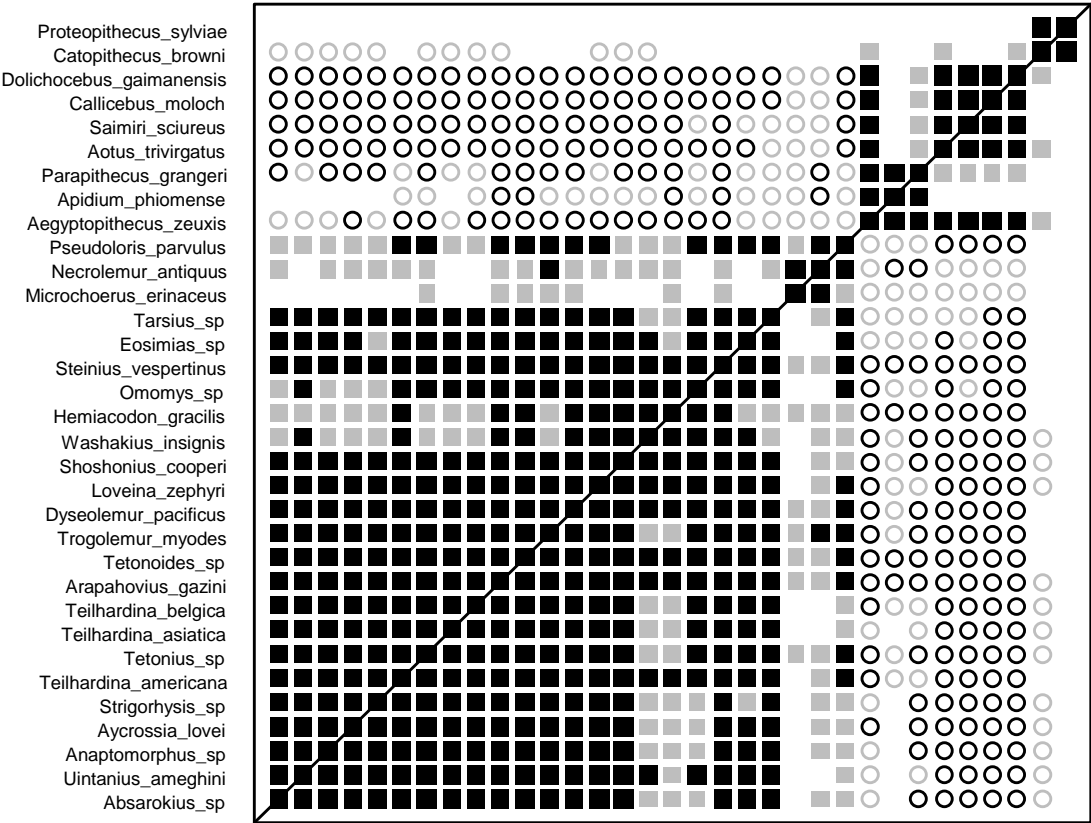 Proteopithecus_sylviae
Catopithecus_browni
Dolichocebus_gaimanensis
Callicebus_moloch
Saimiri_sciureus
Aotus_trivirgatus
Parapithecus_grangeri
Apidium_phiomense
Aegyptopithecus_zeuxis
Pseudoloris_parvulus
Necrolemur_antiquus
Microchoerus_erinaceus
Tarsius_sp
Eosimias_sp
Steinius_vespertinus
Omomys_sp
Hemiacodon_gracilis
Washakius_insignis
Shoshonius_cooperi
Loveina_zephyri
Dyseolemur_pacificus
Trogolemur_myodes
Tetonoides_sp
Arapahovius_gazini
Teilhardina_belgica
Teilhardina_asiatica
Tetonius_sp
Teilhardina_americana
Strigorhysis_sp
Aycrossia_lovei
Anaptomorphus_sp
Uintanius_ameghini
Absarokius_sp